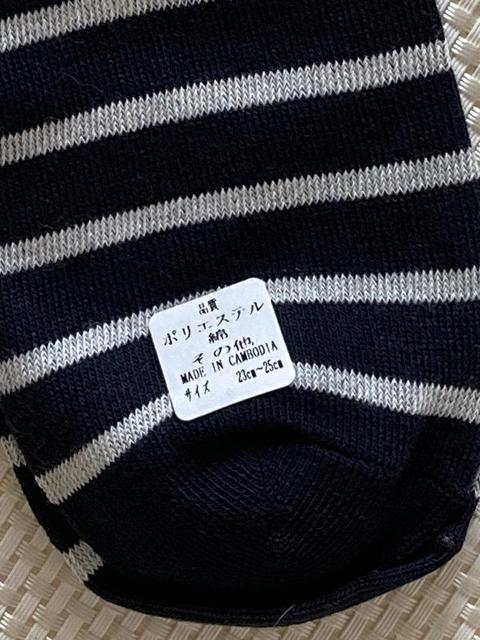 品質
ポリエステル
綿
その他
MADE IN CAMBODIA
サイズ 23cm~25cm